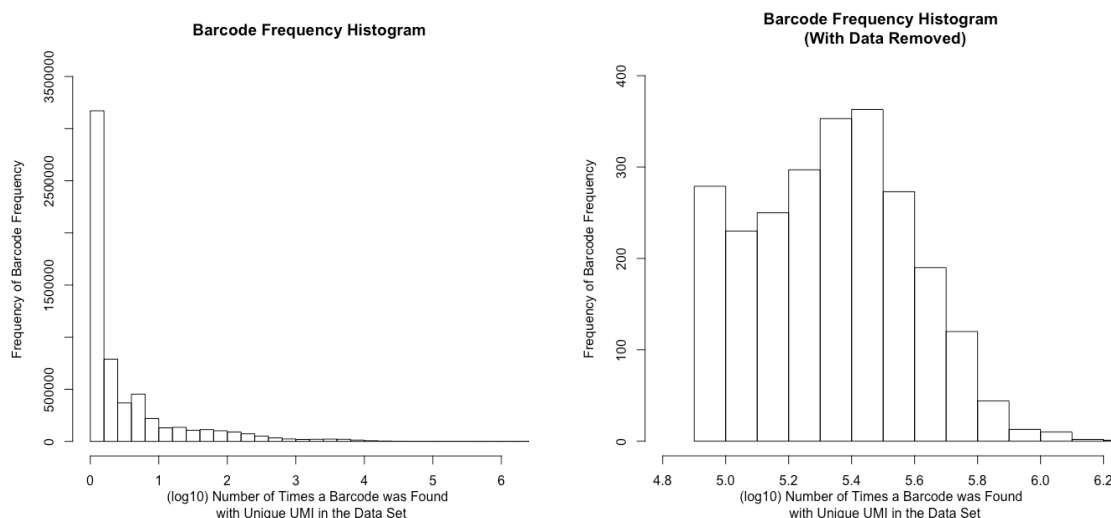 Barcode Frequency Histogram
Frequency of Barcode Frequency
3500000
2500000
1500000
500000
0
0 1 2 3 4 5 6
(log10) Number of Times a Barcode was Found
with Unique UMI in the Data Set
Barcode Frequency Histogram
(With Data Removed)
Frequency of Barcode Frequency
400
300
200
100
0
4.8 5.0 5.2 5.4 5.6 5.8 6.0 6.2
(log10) Number of Times a Barcode was Found
with Unique UMI in the Data Set